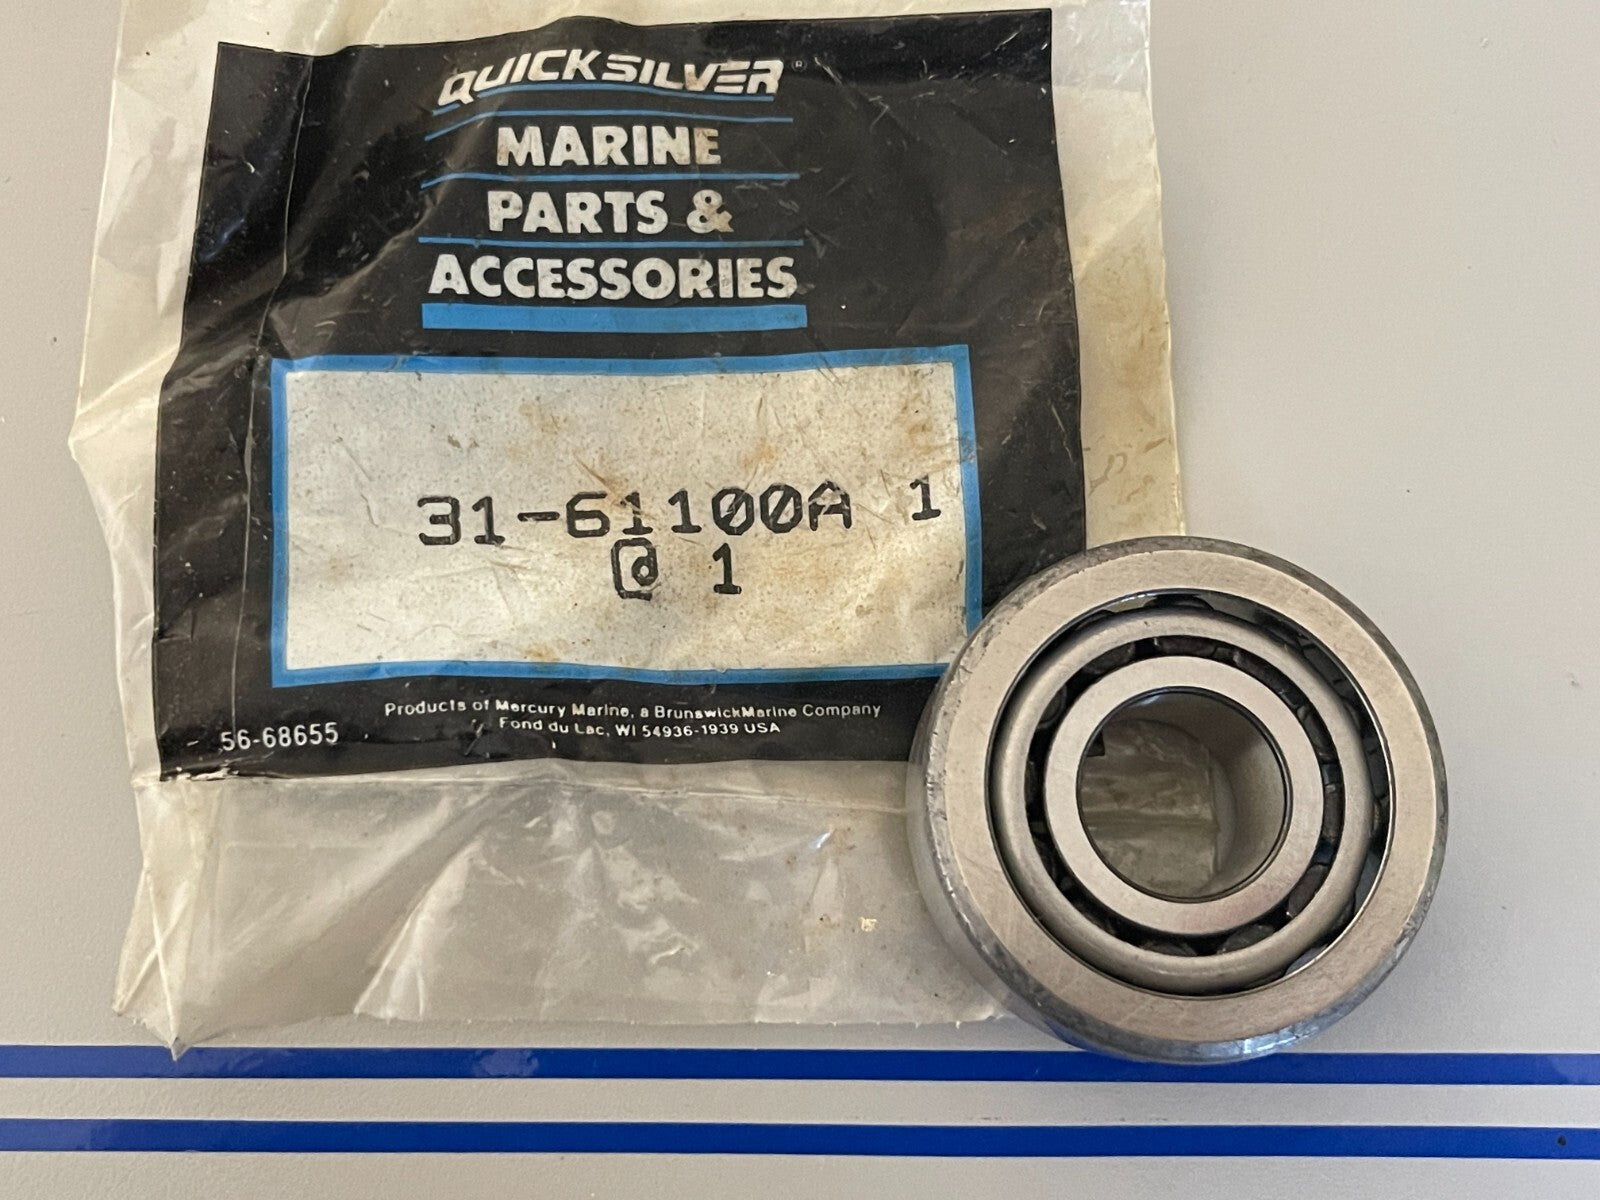 QUICKSILVER®
MARINE
PARTS &
ACCESSORIES
31-61100A 1
@ 1
Products of Mercury Marine, a BrunswickMarine Company
Fond du Lac, WI 54936-1939 USA
56-68655